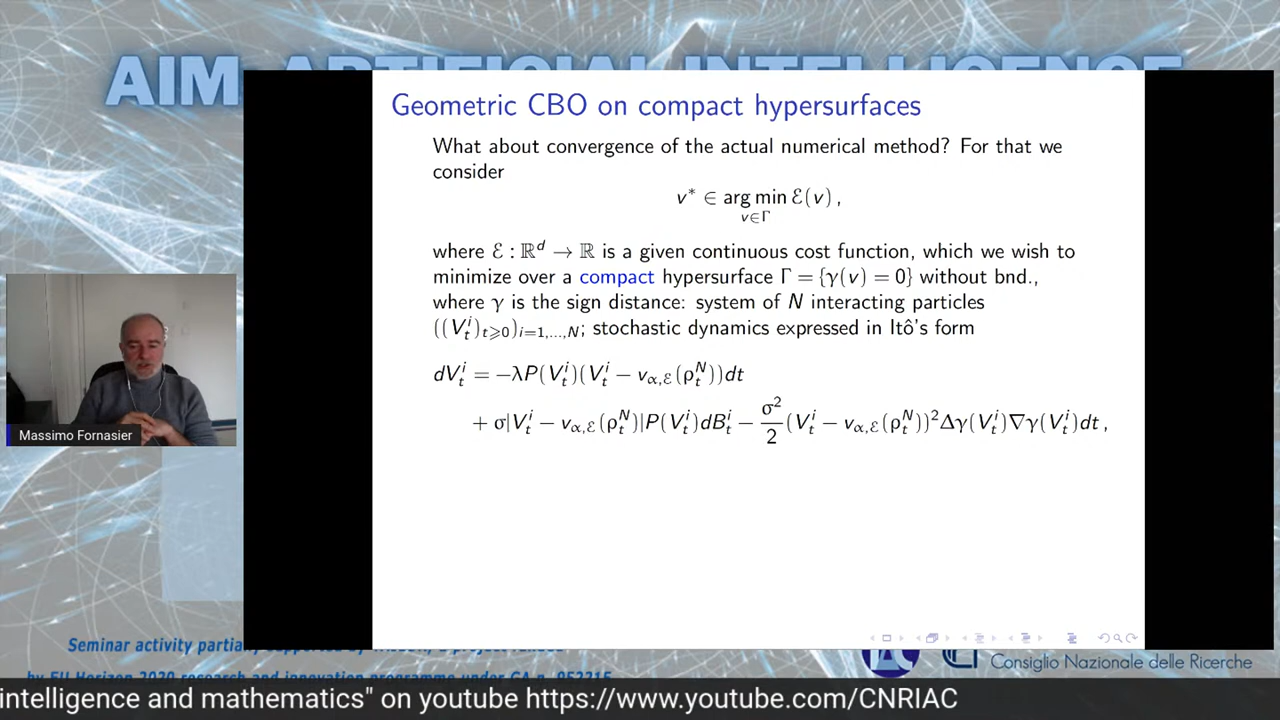 AIM ARTIFICIAL INTELLIGENCE
Geometric CBO on compact hypersurfaces
What about convergence of the actual numerical method? For that we
consider
v* ∈ arg min ℰ(v) ,
v∈Γ
where ℰ : ℝᵈ → ℝ is a given continuous cost function, which we wish to
minimize over a compact hypersurface Γ = {γ(v) = 0} without bnd.,
where γ is the sign distance: system of N interacting particles
((V_t^i)_{t⩾0})_{i=1,...,N}; stochastic dynamics expressed in Itô's form
dV_t^i = −λP(V_t^i)(V_t^i − v_{α,ℰ}(ρ_t^N))dt
+ σ|V_t^i − v_{α,ℰ}(ρ_t^N)|P(V_t^i)dB_t^i − σ²/2 (V_t^i − v_{α,ℰ}(ρ_t^N))²Δγ(V_t^i)∇γ(V_t^i)dt ,
Massimo Fornasier
Seminar activity
Consiglio Nazionale delle Ricerche
intelligence and mathematics" on youtube https://www.youtube.com/CNRIAC